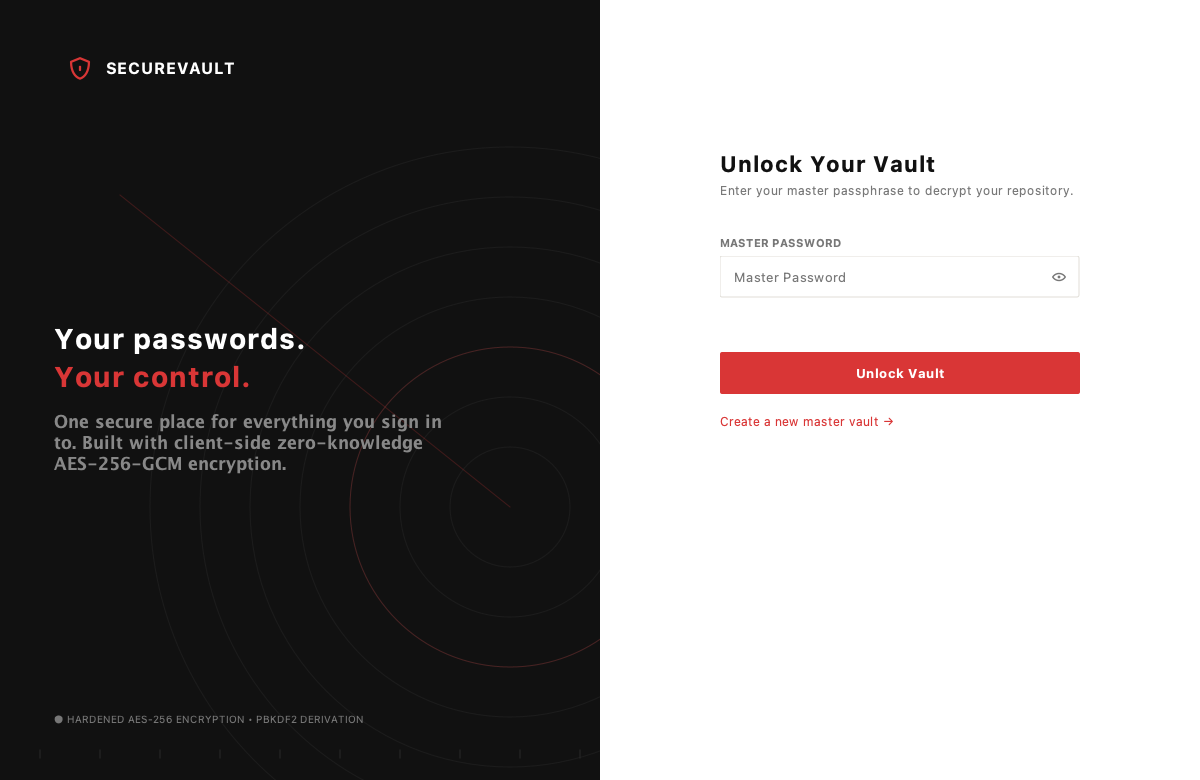 SECUREVAULT
Your passwords.
Your control.
One secure place for everything you sign in
to. Built with client-side zero-knowledge
AES-256-GCM encryption.
HARDENED AES-256 ENCRYPTION • PBKDF2 DERIVATION
Unlock Your Vault
Enter your master passphrase to decrypt your repository.
MASTER PASSWORD
Master Password
Unlock Vault
Create a new master vault →